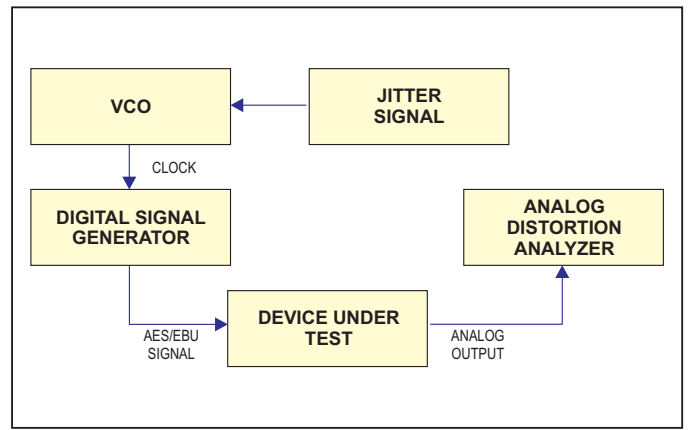 VCO
JITTER
SIGNAL
CLOCK
DIGITAL SIGNAL
GENERATOR
ANALOG
DISTORTION
ANALYZER
DEVICE UNDER
TEST
AES/EBU
SIGNAL
ANALOG
OUTPUT